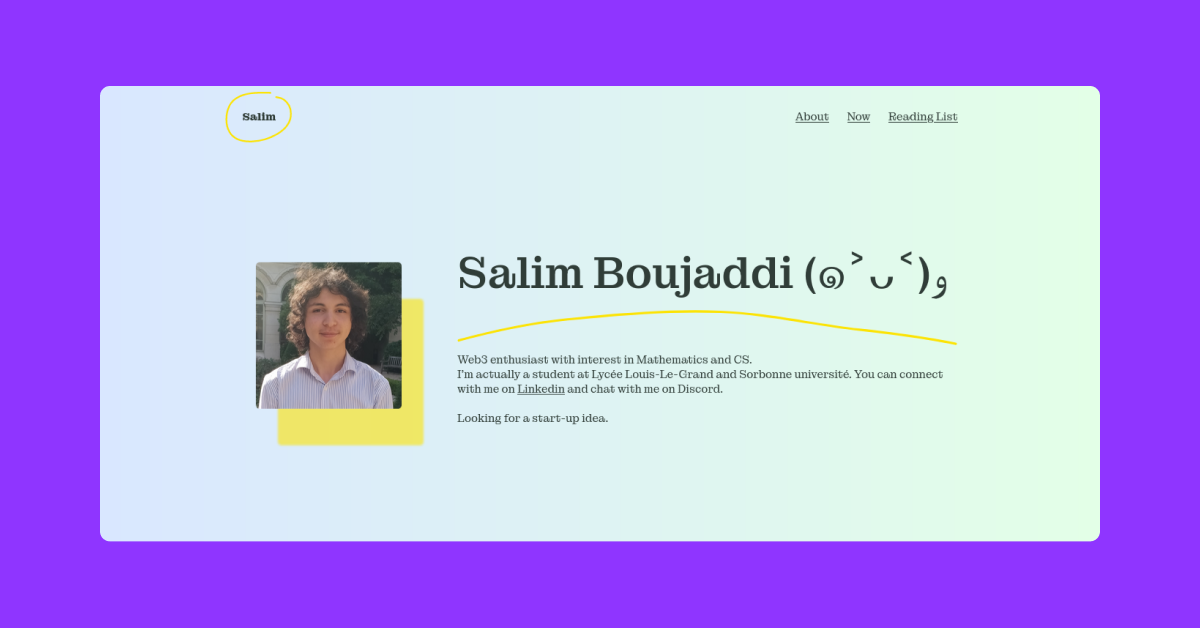 Salim
About Now Reading List
Salim Boujaddi (๑˃ᴗ˂)ﻭ
Web3 enthusiast with interest in Mathematics and CS.
I'm actually a student at Lycée Louis-Le-Grand and Sorbonne université. You can connect
with me on Linkedin and chat with me on Discord.
Looking for a start-up idea.